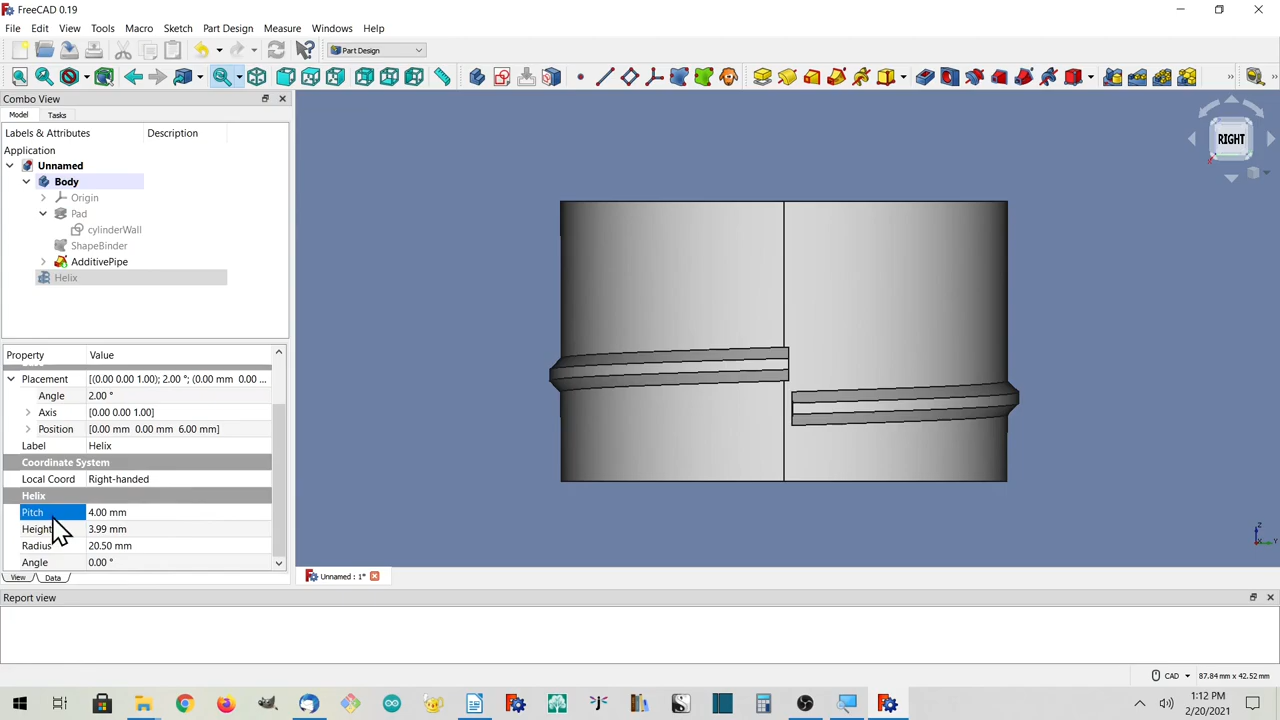 FreeCAD 0.19
File Edit View Tools Macro Sketch Part Design Measure Windows Help
Part Design
Combo View
Model Tasks
Labels & Attributes Description
Application
Unnamed
Body
Origin
Pad
cylinderWall
ShapeBinder
AdditivePipe
Helix
RIGHT
Property Value
Placement [(0.00 0.00 1.00); 2.00 °; (0.00 mm 0.00 ...
Angle 2.00 °
Axis [0.00 0.00 1.00]
Position [0.00 mm 0.00 mm 6.00 mm]
Label Helix
Coordinate System
Local Coord Right-handed
Helix
Pitch 4.00 mm
Height 3.99 mm
Radius 20.50 mm
Angle 0.00 °
View Data
Unnamed : 1*
Report view
CAD 87.84 mm x 42.52 mm
1:12 PM
2/20/2021